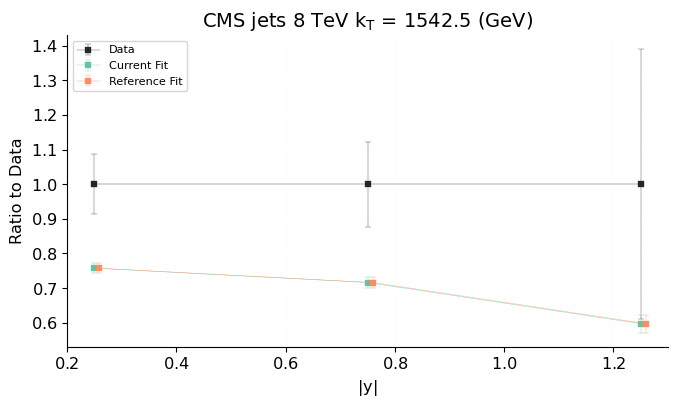 CMS jets 8 TeV k_T = 1542.5 (GeV)
Data
Current Fit
Reference Fit
Ratio to Data
1.4
1.3
1.2
1.1
1.0
0.9
0.8
0.7
0.6
0.2
0.4
0.6
0.8
1.0
1.2
|y|